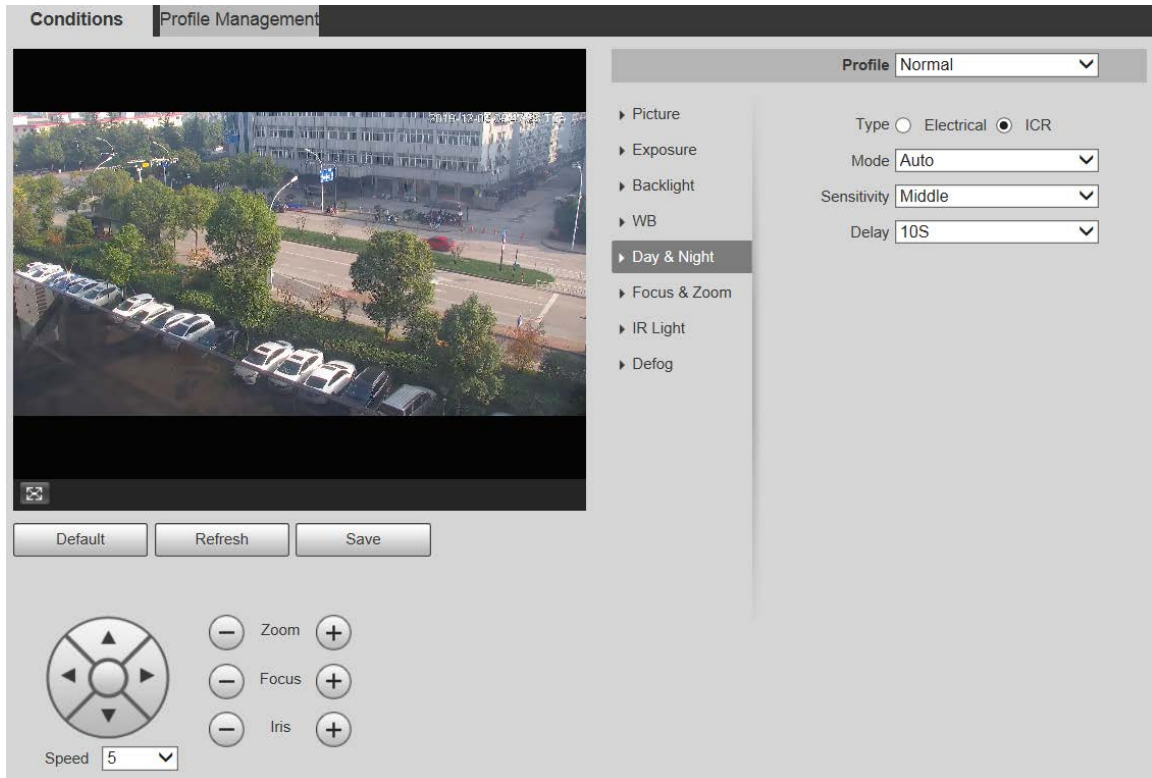 Conditions
Profile Management
Profile Normal
Picture
Exposure
Backlight
WB
Day & Night
Focus & Zoom
IR Light
Defog
Type Electrical ICR
Mode Auto
Sensitivity Middle
Delay 10S
Default
Refresh
Save
Zoom
Focus
Iris
Speed 5